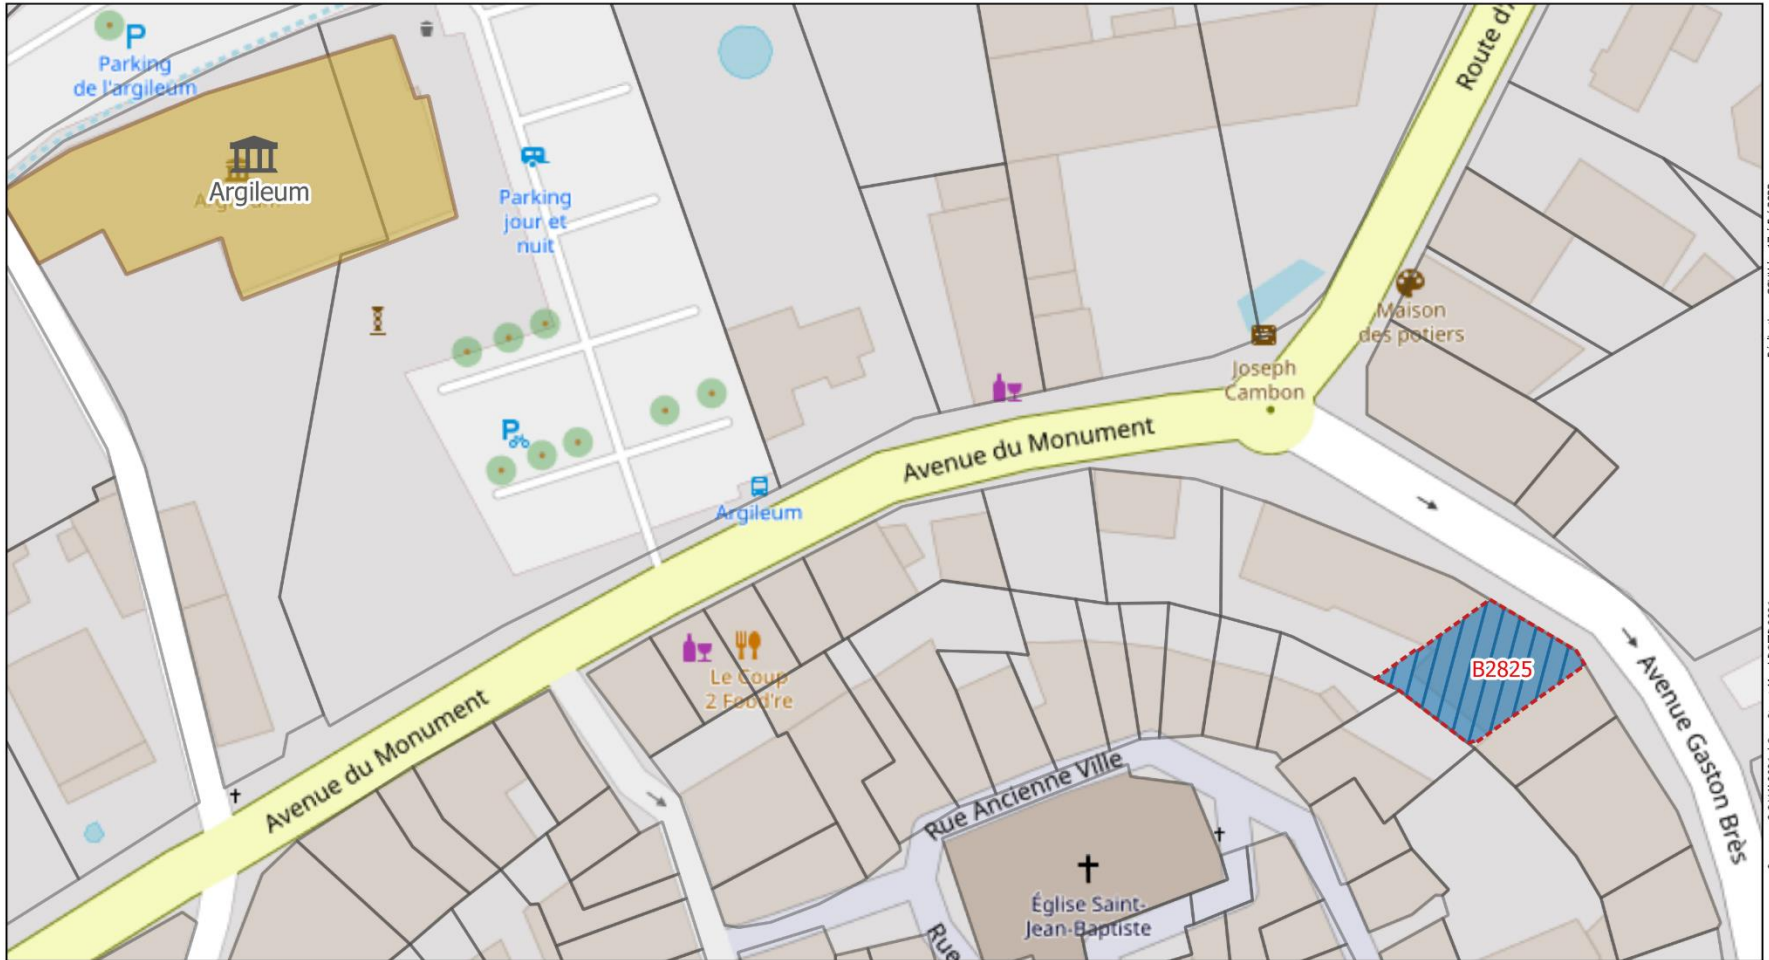 P
Parking
de l'argileum
Argileum
Parking
jour et
nuit
P
Argileum
Route d'
Maison
des potiers
Joseph
Cambon
Avenue du Monument
Le Coup
2 Food're
Avenue du Monument
B2825
Avenue Gaston Brès
Rue Ancienne Ville
Église Saint-
Jean-Baptiste
Rue